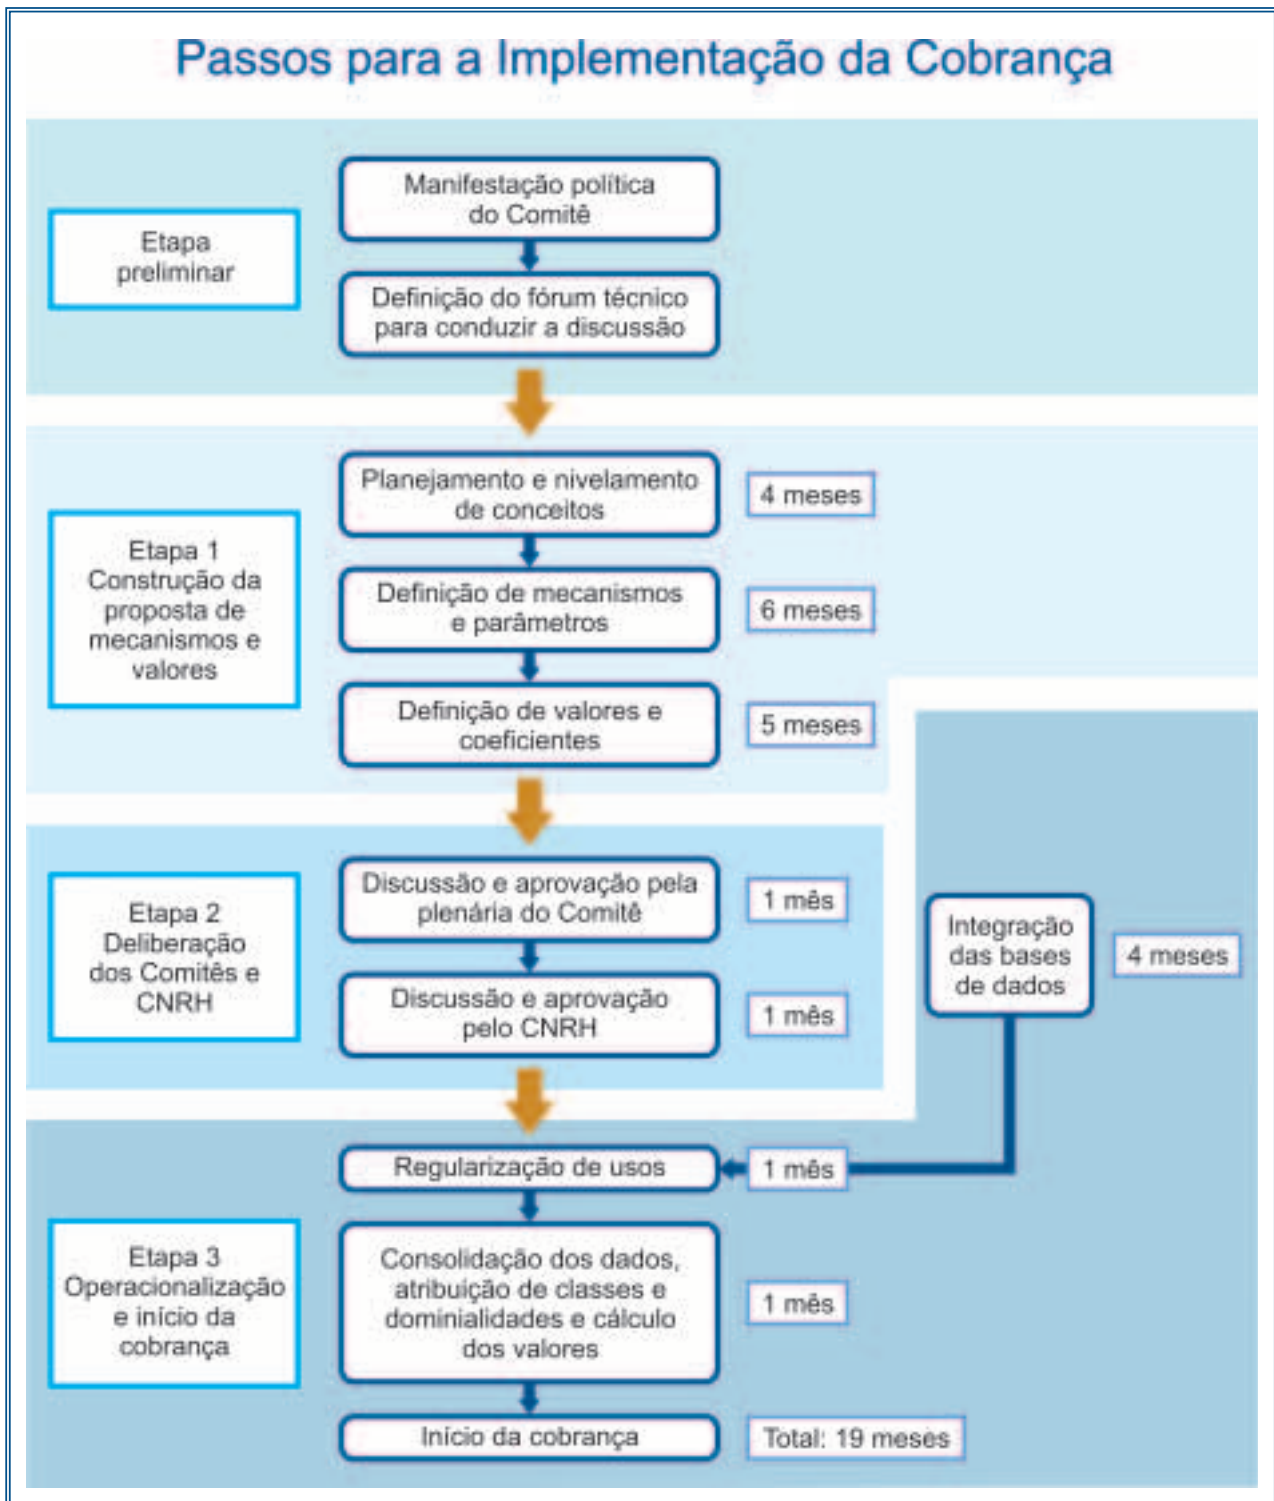 Passos para a Implementação da Cobrança
Etapa
preliminar
Manifestação política
do Comitê
Definição do fórum técnico
para conduzir a discussão
Etapa 1
Construção da
proposta de
mecanismos e
valores
Planejamento e nivelamento
de conceitos
4 meses
Definição de mecanismos
e parâmetros
6 meses
Definição de valores e
coeficientes
5 meses
Etapa 2
Deliberação
dos Comitês e
CNRH
Discussão e aprovação pela
plenária do Comitê
1 mês
Discussão e aprovação
pelo CNRH
1 mês
Integração
das bases
de dados
4 meses
Etapa 3
Operacionalização
e início da
cobrança
Regularização de usos
1 mês
Consolidação dos dados,
atribuição de classes e
dominialidades e cálculo
dos valores
1 mês
Início da cobrança
Total: 19 meses